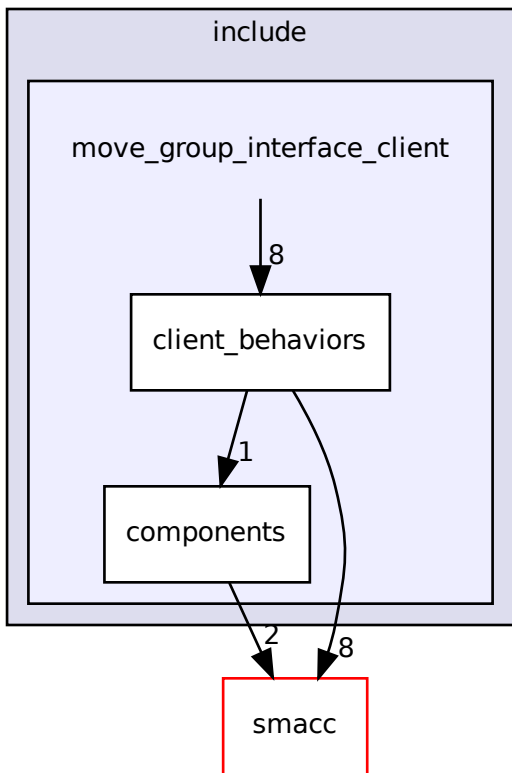 include
move_group_interface_client
8
client_behaviors
1
components
2
8
smacc